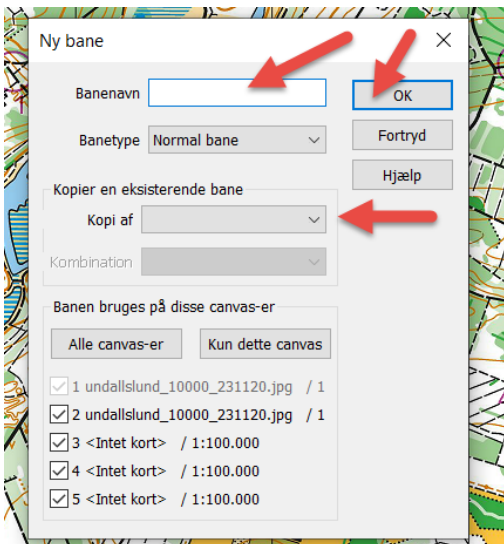 Ny bane
Banenavn
OK
Banetype Normal bane
Fortryd
Hjælp
Kopier en eksisterende bane
Kopi af
Kombination
Banen bruges på disse canvas-er
Alle canvas-er Kun dette canvas
1 undallslund_10000_231120.jpg / 1
2 undallslund_10000_231120.jpg / 1
3 <Intet kort> / 1:100.000
4 <Intet kort> / 1:100.000
5 <Intet kort> / 1:100.000